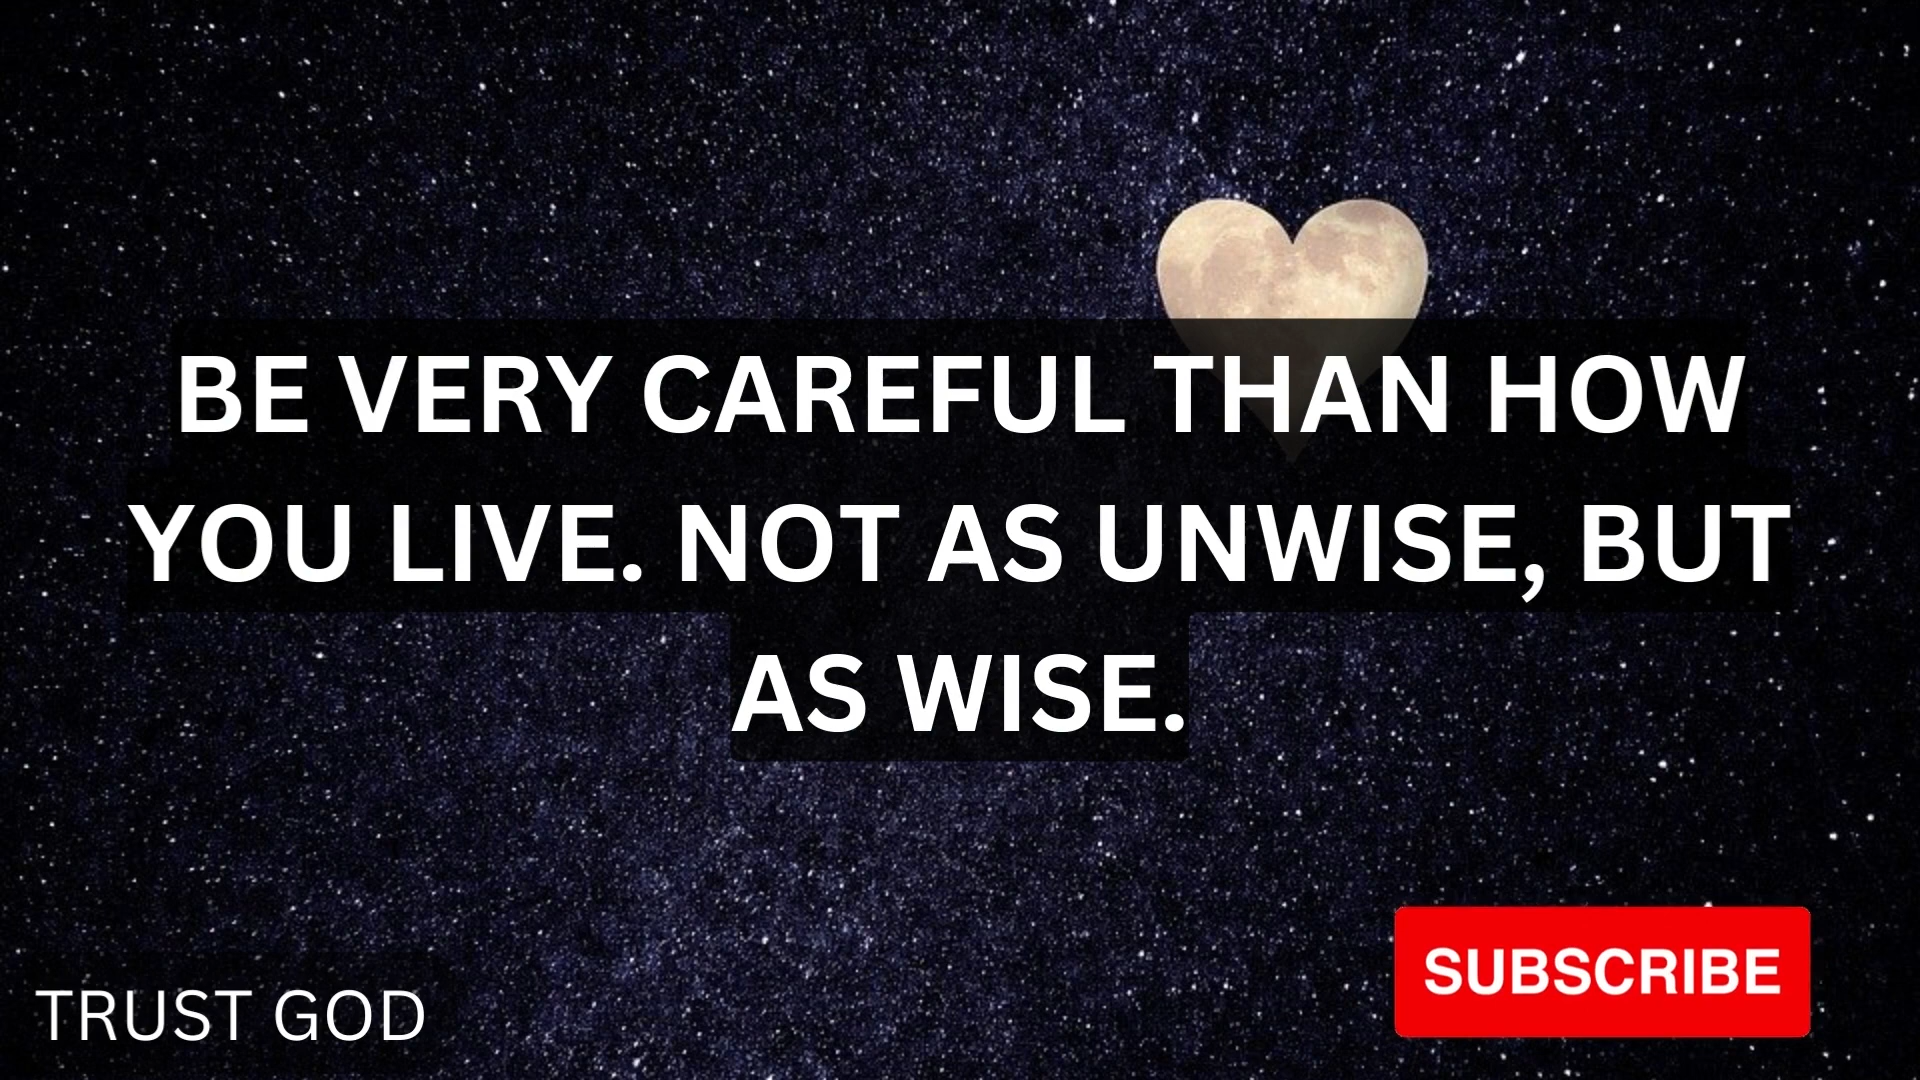 BE VERY CAREFUL THAN HOW
YOU LIVE. NOT AS UNWISE, BUT
AS WISE.
SUBSCRIBE
TRUST GOD